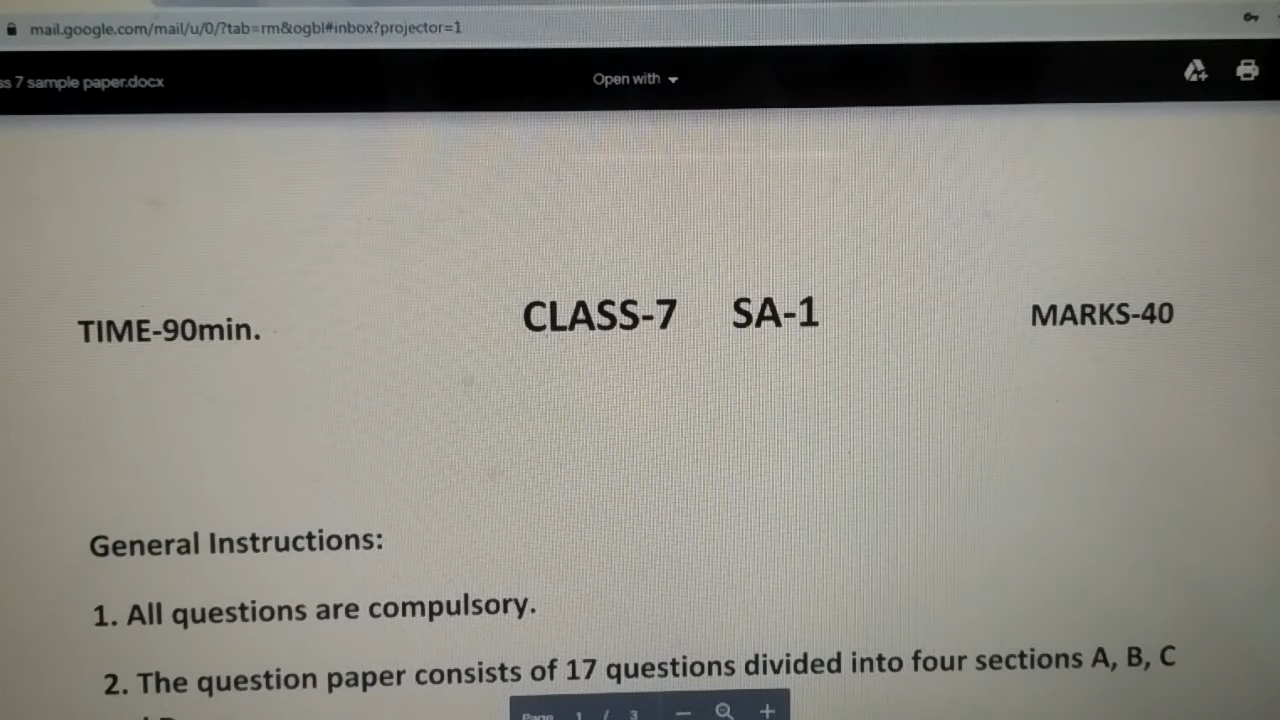 mail.google.com/mail/u/0/?tab=rm&ogbl#inbox?projector=1
ss 7 sample paper.docx
Open with
TIME-90min.
CLASS-7 SA-1
MARKS-40
General Instructions:
1. All questions are compulsory.
2. The question paper consists of 17 questions divided into four sections A, B, C
Page 1 / 3